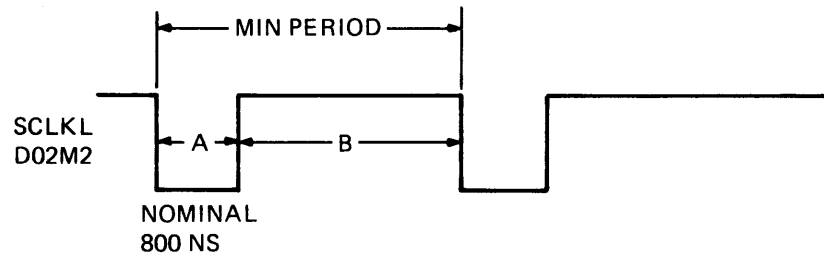 MIN PERIOD
SCLKL
D02M2
A
B
NOMINAL
800 NS